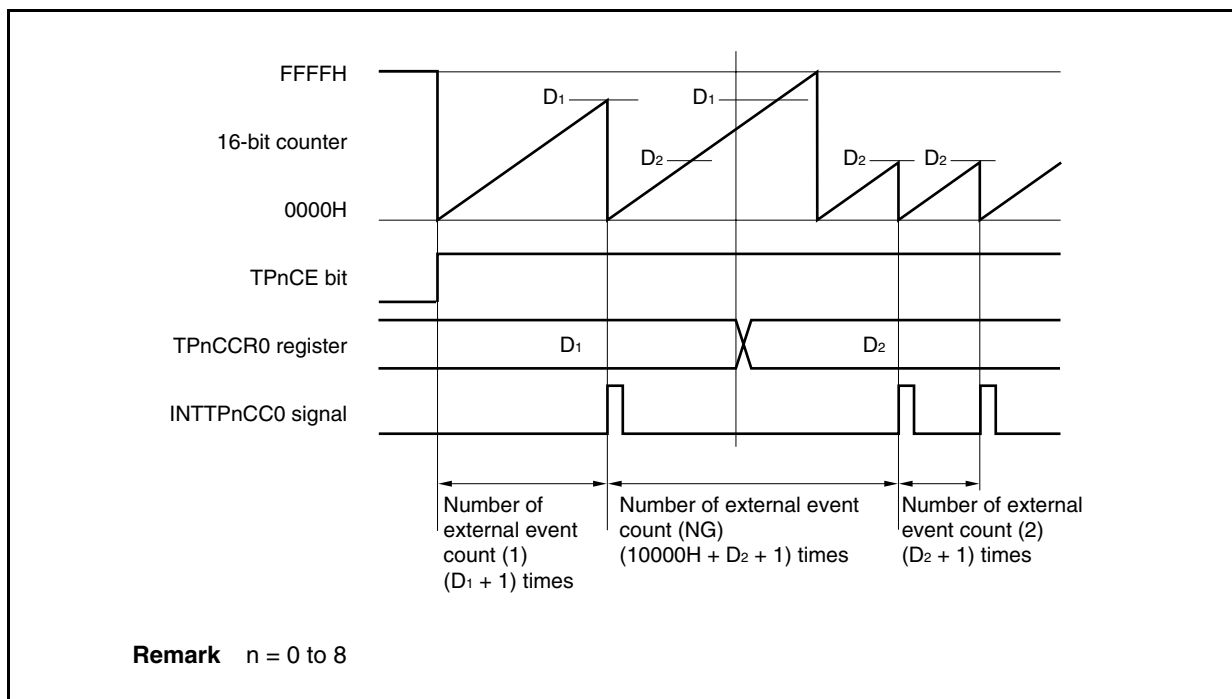 FFFFH
D1
D1
16-bit counter
D2
D2
D2
0000H
TPnCE bit
TPnCCR0 register
D1
D2
INTTPnCC0 signal
Number of
external event
count (1)
(D1 + 1) times
Number of external event
count (NG)
(10000H + D2 + 1) times
Number of external
event count (2)
(D2 + 1) times
Remark n = 0 to 8